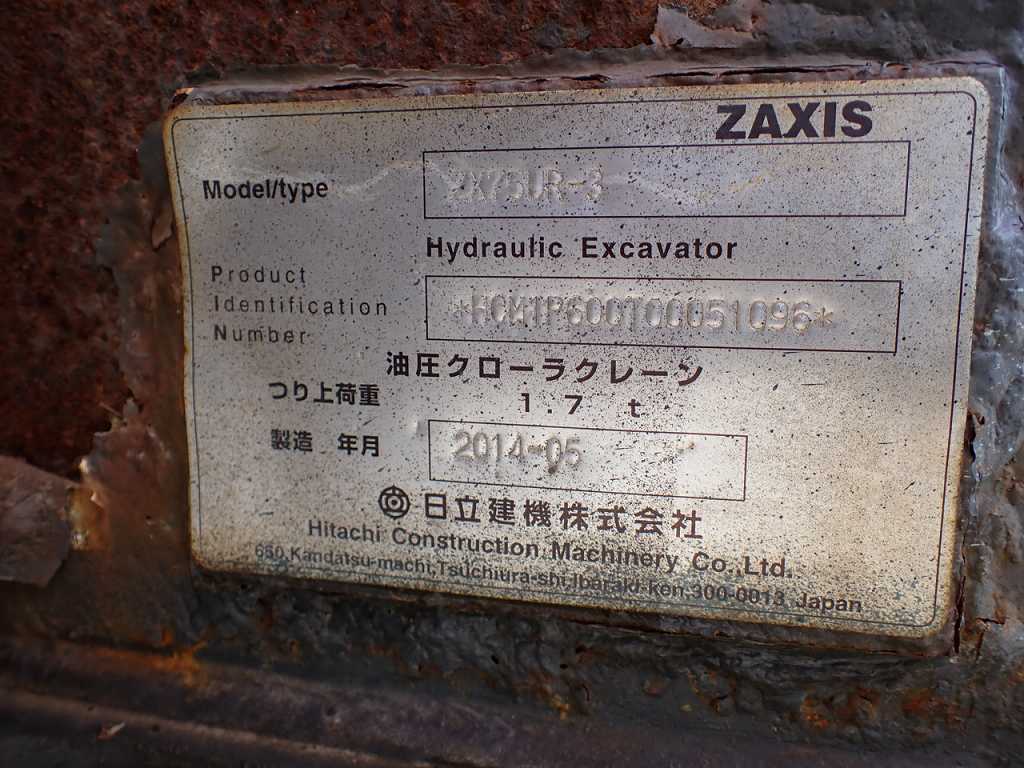 ZAXIS
Model/type ZX75UR-3
Hydraulic Excavator
Product
Identification
Number
*HCM1P600T00051096*
油圧クローラクレーン
つり上荷重 1.7 t
製造 年月 2014-05
日立建機株式会社
Hitachi Construction Machinery Co.,Ltd.
650,Kandatsu-machi,Tsuchiura-shi,Ibaraki-ken,300-0013 Japan